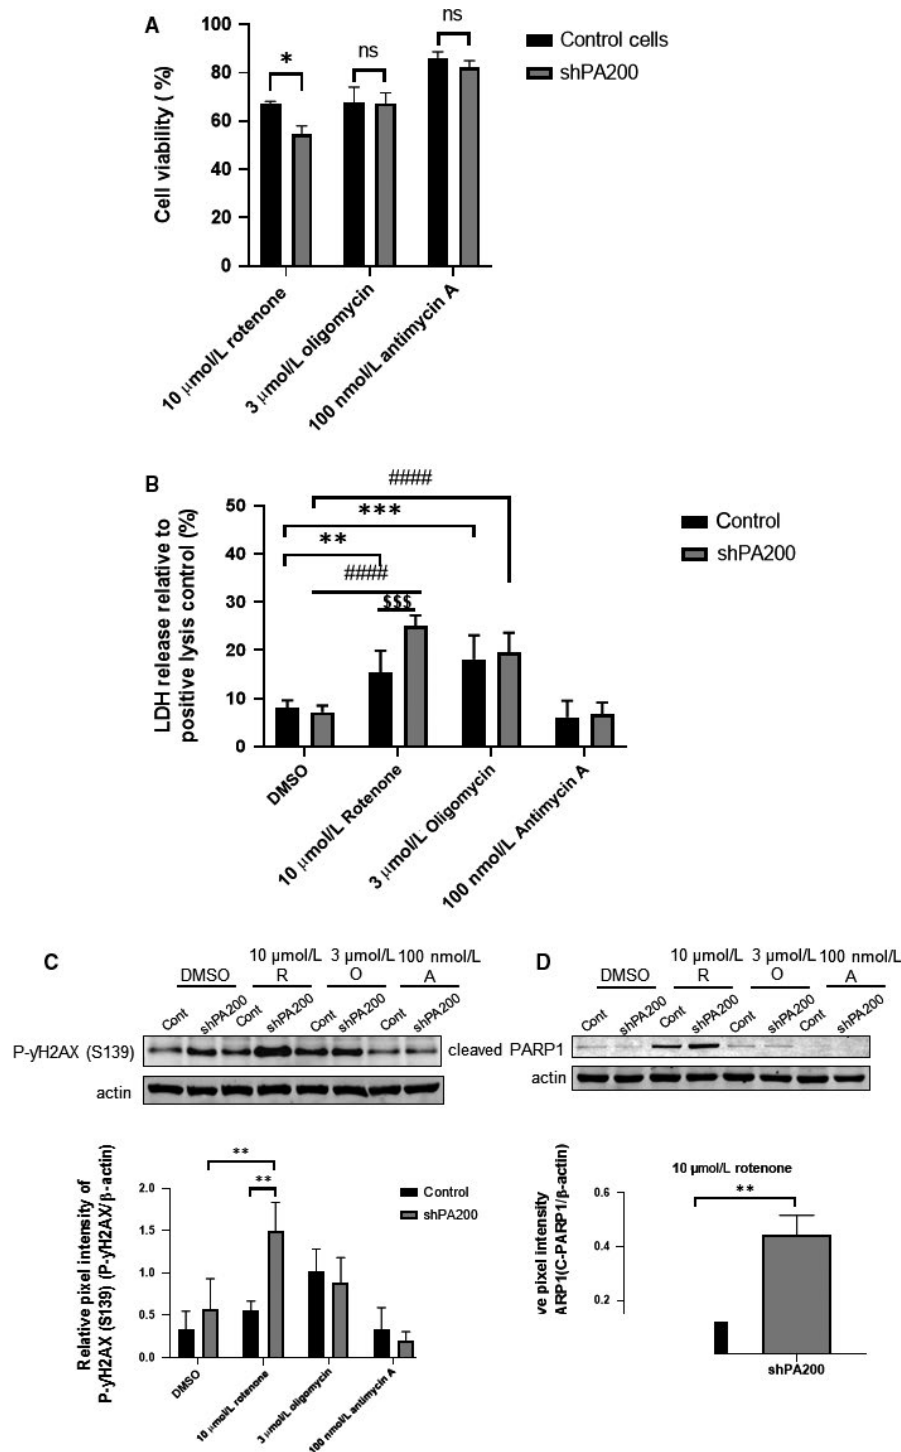 A
Cell viability ( %)
100
80
60
40
20
0
*
ns
ns
Control cells
shPA200
10 μmol/L rotenone
3 μmol/L oligomycin
100 nmol/L antimycin A
B
LDH release relative to
positive lysis control (%)
50
40
30
20
10
0
####
***
**
####
$$$
Control
shPA200
DMSO
10 μmol/L Rotenone
3 μmol/L Oligomycin
100 nmol/L Antimycin A
C
DMSO
10 μmol/L
R
3 μmol/L
O
100 nmol/L
A
Cont
shPA200
Cont
shPA200
Cont
shPA200
Cont
shPA200
P-γH2AX (S139)
actin
Relative pixel intensity of
P-γH2AX (S139) (P-γH2AX/β-actin)
2.0
1.5
1.0
0.5
0.0
**
**
Control
shPA200
DMSO
10 μmol/L rotenone
3 μmol/L oligomycin
100 nmol/L antimycin A
D
DMSO
10 μmol/L
R
3 μmol/L
O
100 nmol/L
A
Cont
shPA200
Cont
shPA200
Cont
shPA200
Cont
shPA200
cleaved PARP1
actin
10 μmol/L rotenone
ve pixel intensity
ARP1(C-PARP1/β-actin)
0.6
0.4
0.2
**
shPA200